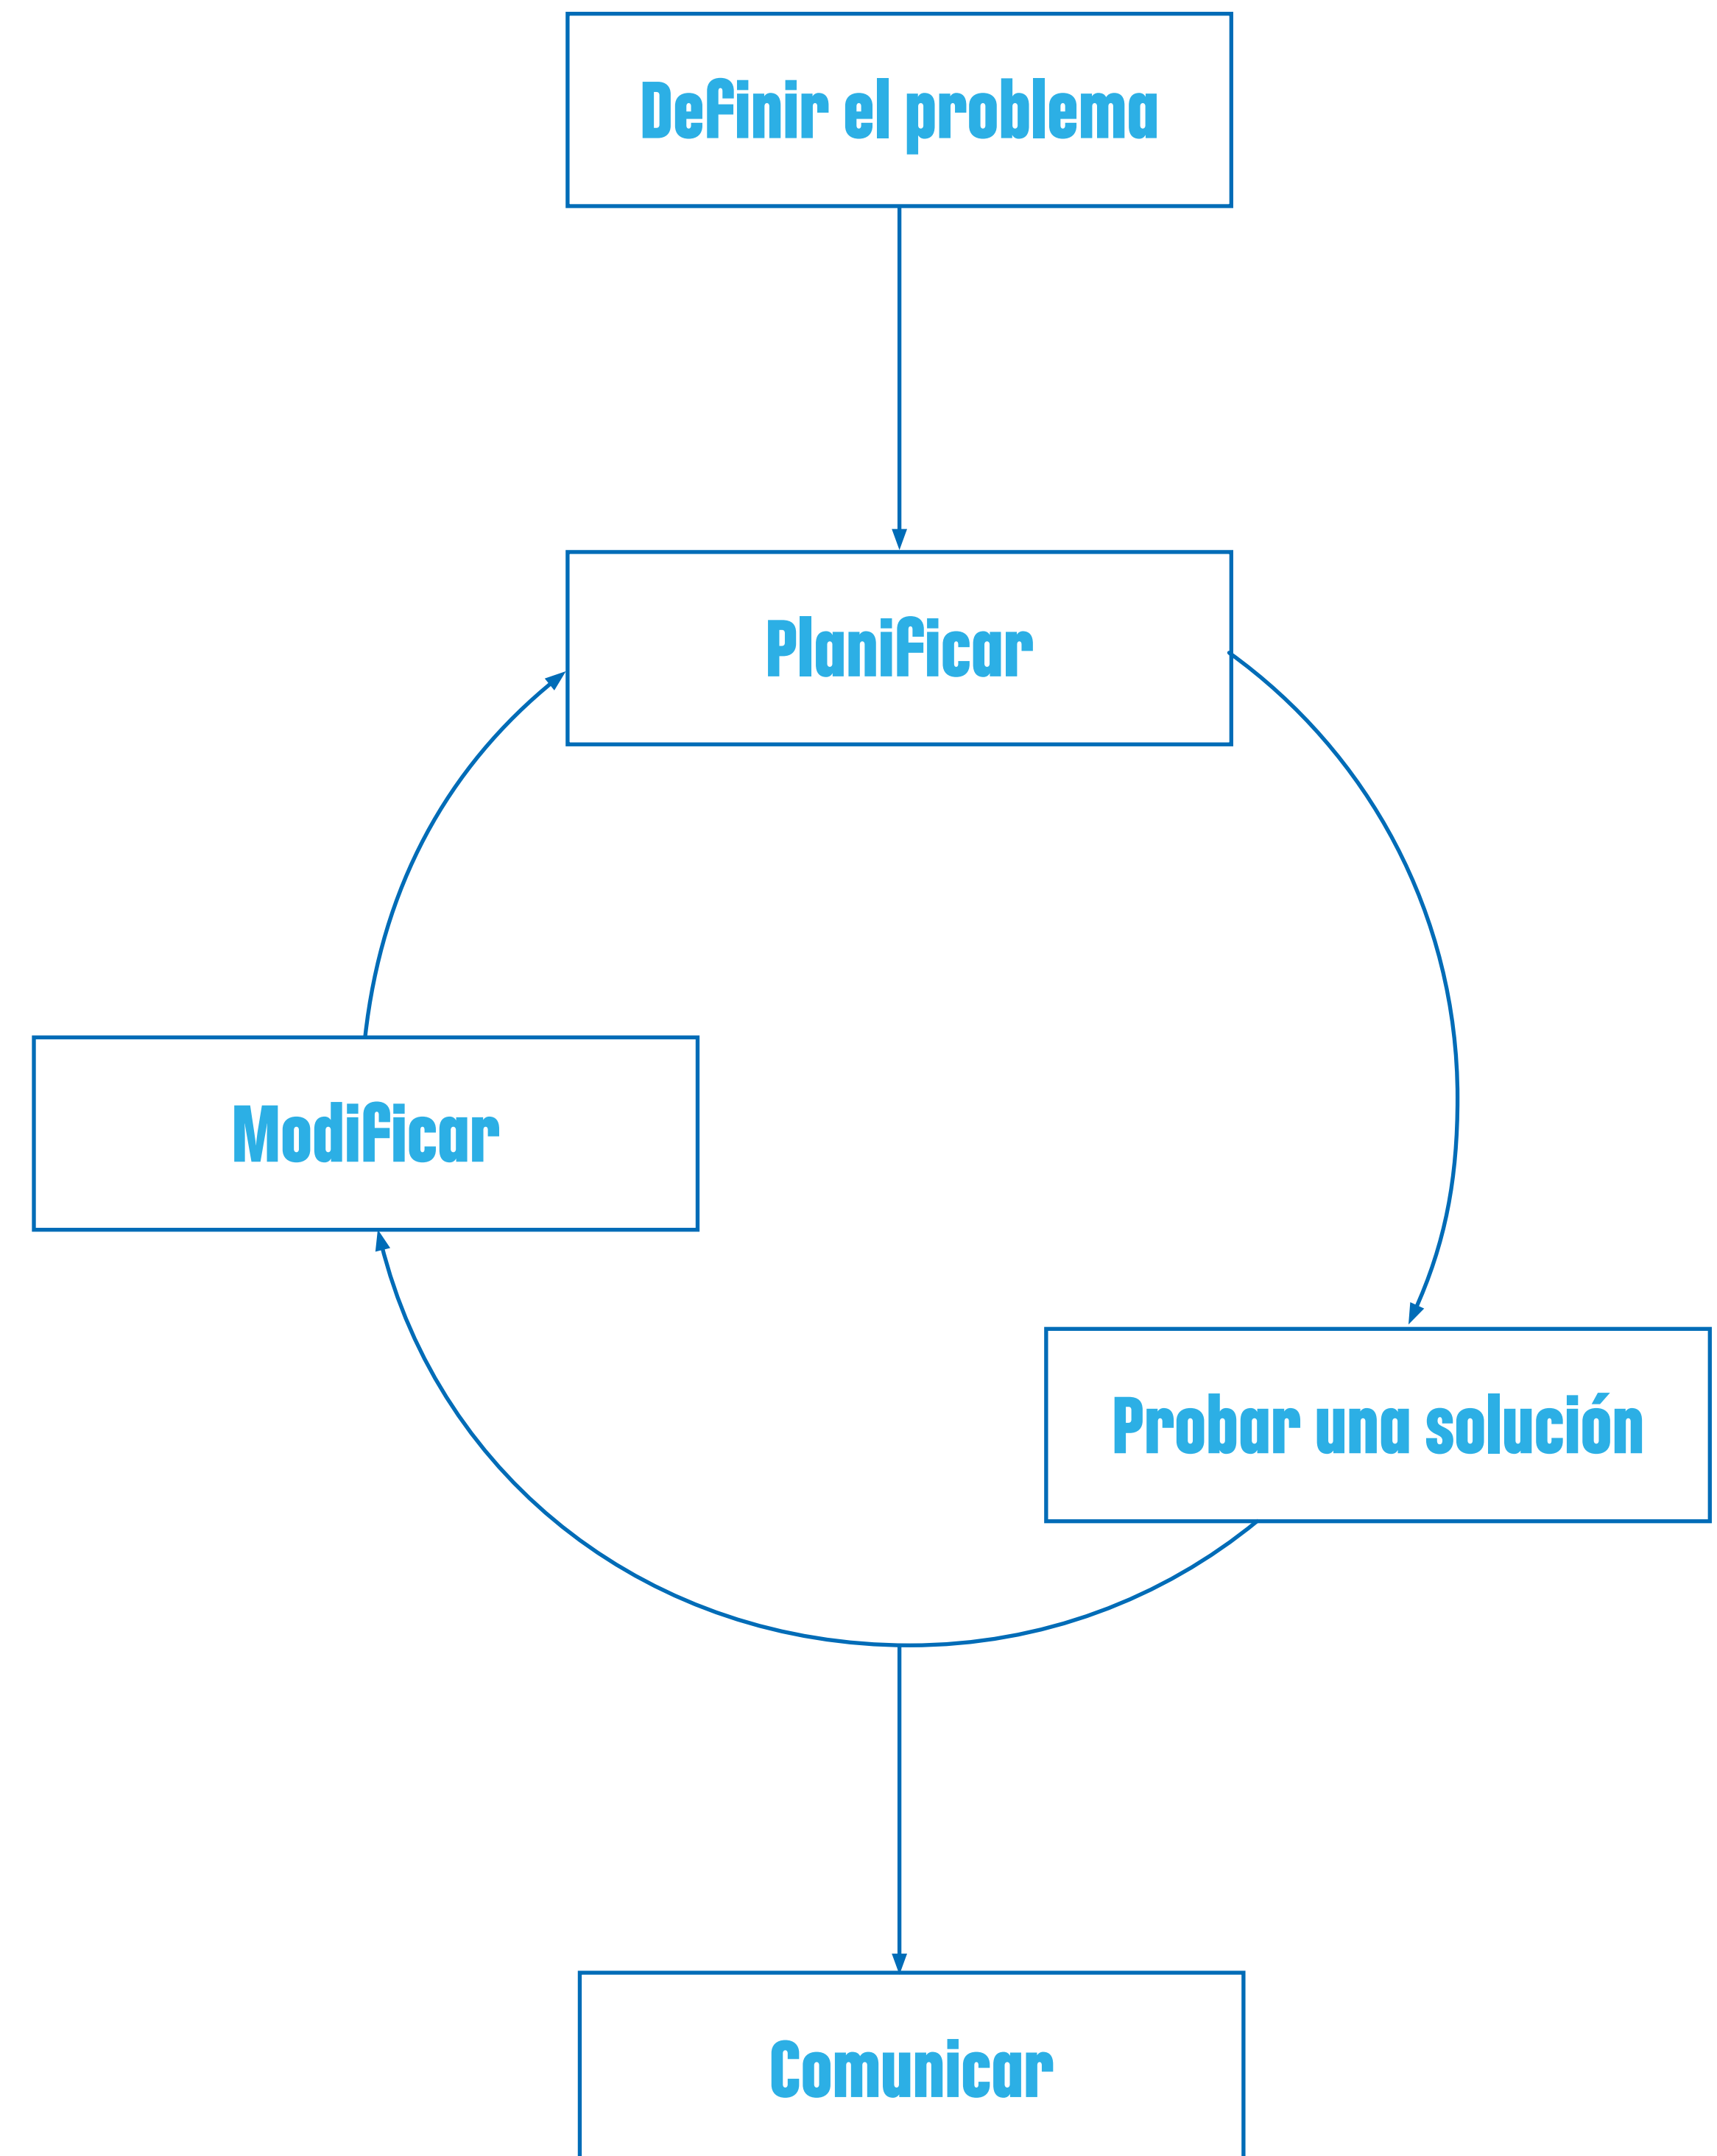 Definir el problema
Planificar
Modificar
Probar una solución
Comunicar